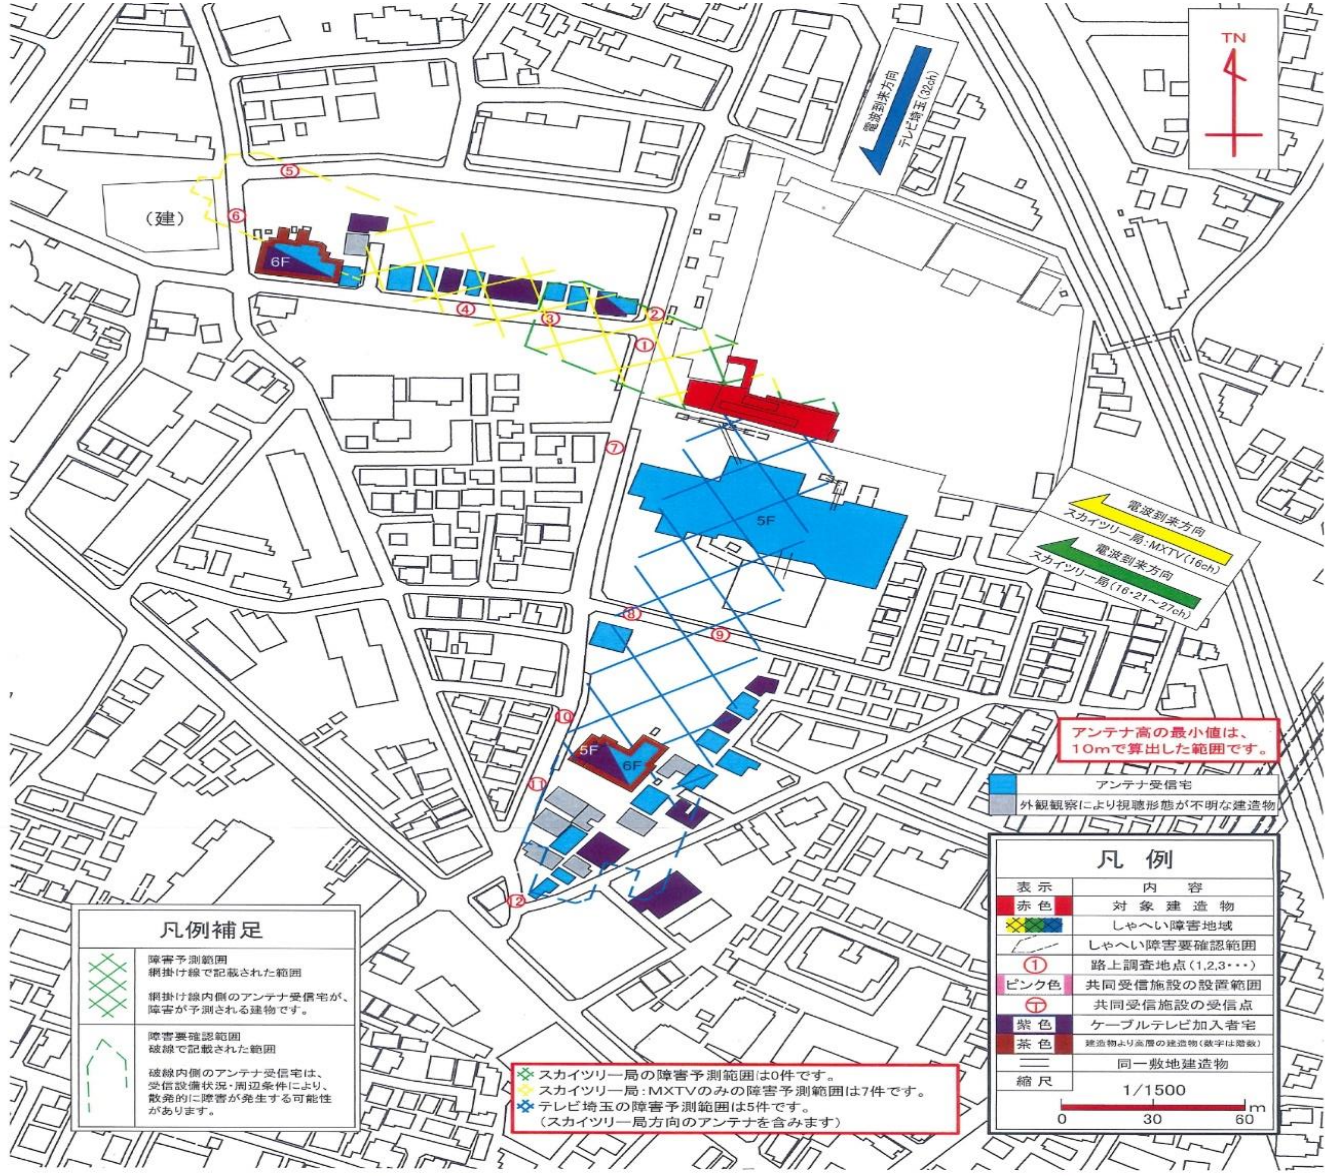 TN
電波到来方向
テレビ埼玉(32ch)
⑤
⑥
(建)
6F
④
③
②
①
⑦
5F
電波到来方向
スカイツリー局:MXTV(16ch)
電波到来方向
スカイツリー局(16・21～27ch)
⑧
⑨
⑩
5F
6F
⑪
⑫
アンテナ高の最小値は、
10mで算出した範囲です。
アンテナ受信宅
外観観察により視聴形態が不明な建造物
凡 例
表示 内 容
赤色 対象建造物
しゃへい障害地域
しゃへい障害要確認範囲
① 路上調査地点(1,2,3・・・)
ピンク色 共同受信施設の設置範囲
共同受信施設の受信点
紫色 ケーブルテレビ加入者宅
茶色 建造物より高層の建造物(数字は階数)
同一敷地建造物
縮尺 1/1500
0 30 60 m
凡例補足
障害予測範囲
網掛け線で記載された範囲
網掛け線内側のアンテナ受信宅が、
障害が予測される建物です。
障害要確認範囲
破線で記載された範囲
破線内側のアンテナ受信宅は、
受信設備状況・周辺条件により、
散発的に障害が発生する可能性
があります。
スカイツリー局の障害予測範囲は0件です。
スカイツリー局:MXTVのみの障害予測範囲は7件です。
テレビ埼玉の障害予測範囲は5件です。
(スカイツリー局方向のアンテナを含みます)